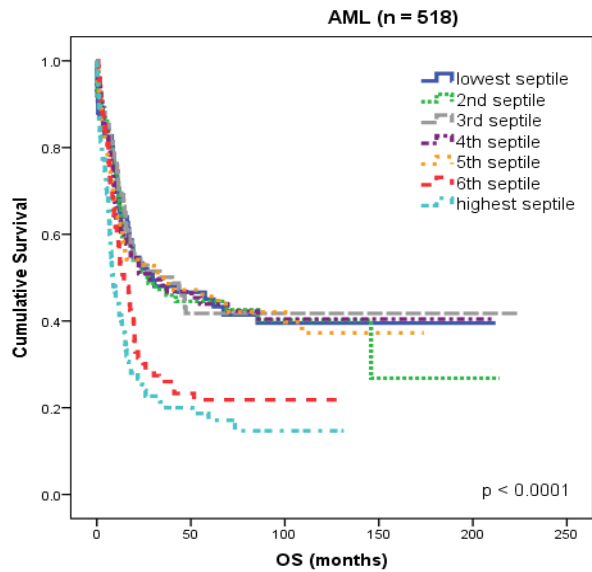 AML (n = 518)
lowest septile
2nd septile
3rd septile
4th septile
5th septile
6th septile
highest septile
Cumulative Survival
1.0
0.8
0.6
0.4
0.2
0.0
p < 0.0001
0 50 100 150 200 250
OS (months)